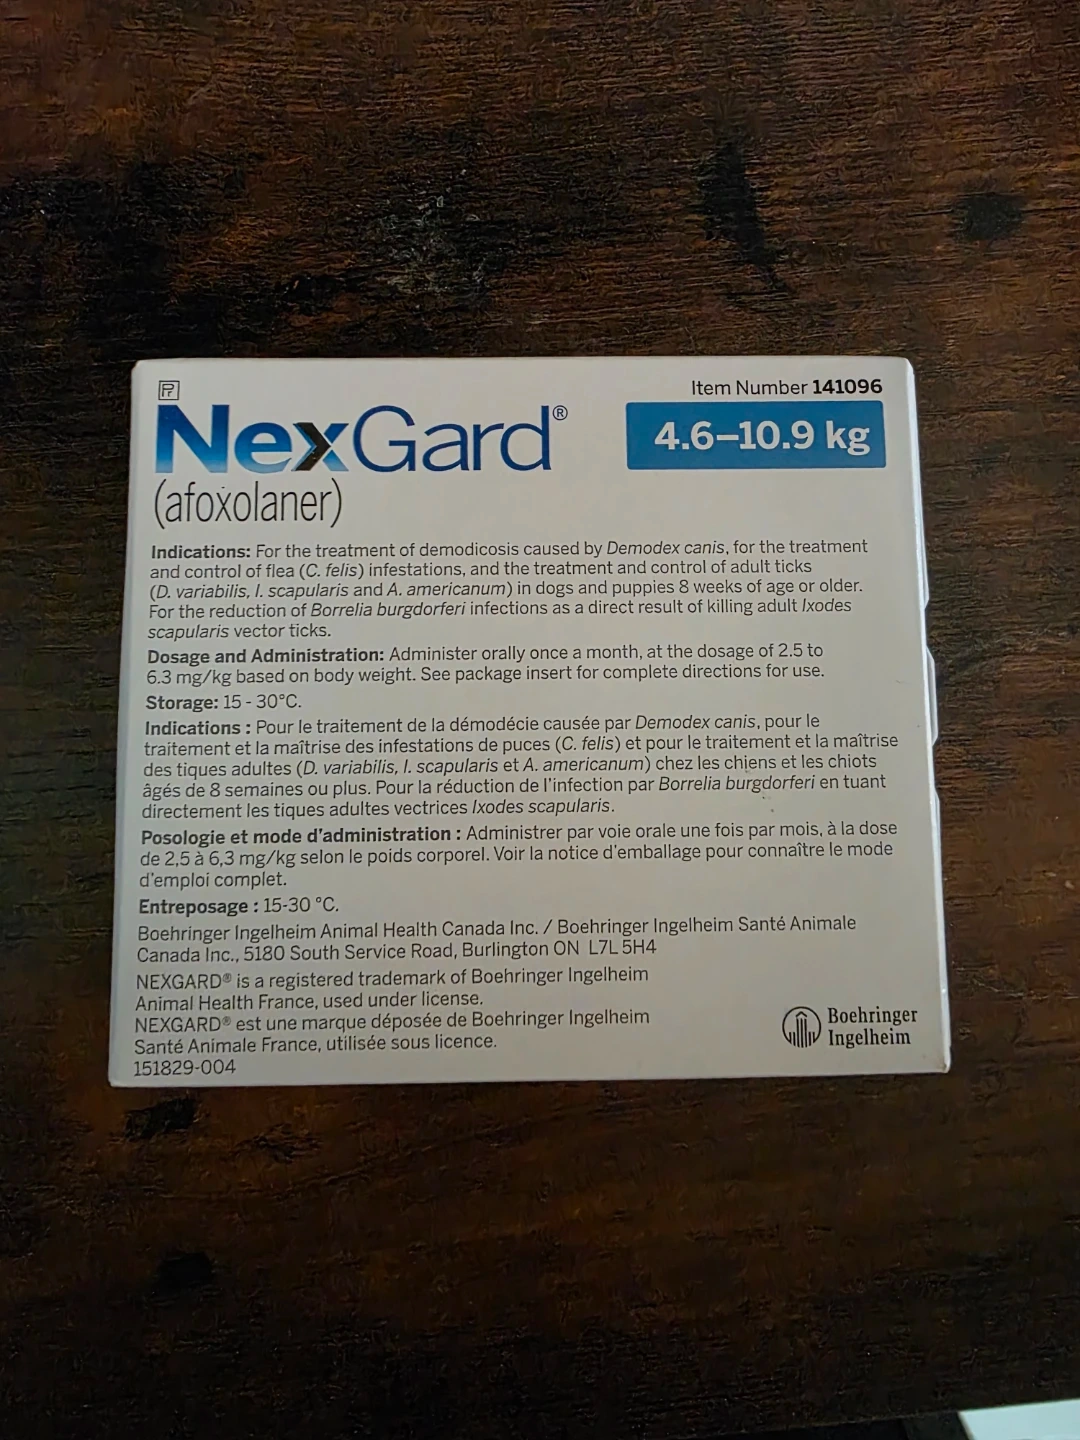 Pr
Item Number 141096
NexGard®
4.6–10.9 kg
(afoxolaner)
Indications: For the treatment of demodicosis caused by Demodex canis, for the treatment
and control of flea (C. felis) infestations, and the treatment and control of adult ticks
(D. variabilis, I. scapularis and A. americanum) in dogs and puppies 8 weeks of age or older.
For the reduction of Borrelia burgdorferi infections as a direct result of killing adult Ixodes
scapularis vector ticks.
Dosage and Administration: Administer orally once a month, at the dosage of 2.5 to
6.3 mg/kg based on body weight. See package insert for complete directions for use.
Storage: 15 - 30°C.
Indications : Pour le traitement de la démodécie causée par Demodex canis, pour le
traitement et la maîtrise des infestations de puces (C. felis) et pour le traitement et la maîtrise
des tiques adultes (D. variabilis, I. scapularis et A. americanum) chez les chiens et les chiots
âgés de 8 semaines ou plus. Pour la réduction de l'infection par Borrelia burgdorferi en tuant
directement les tiques adultes vectrices Ixodes scapularis.
Posologie et mode d'administration : Administrer par voie orale une fois par mois, à la dose
de 2,5 à 6,3 mg/kg selon le poids corporel. Voir la notice d'emballage pour connaître le mode
d'emploi complet.
Entreposage : 15-30 °C.
Boehringer Ingelheim Animal Health Canada Inc. / Boehringer Ingelheim Santé Animale
Canada Inc., 5180 South Service Road, Burlington ON L7L 5H4
NEXGARD® is a registered trademark of Boehringer Ingelheim
Animal Health France, used under license.
NEXGARD® est une marque déposée de Boehringer Ingelheim
Santé Animale France, utilisée sous licence.
151829-004
Boehringer
Ingelheim